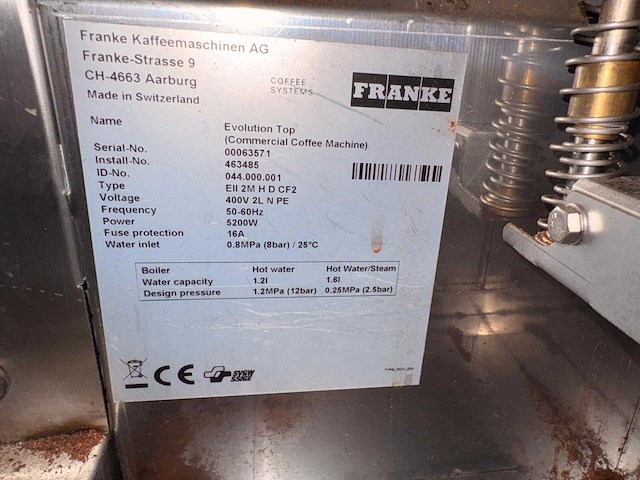 Franke Kaffeemaschinen AG
Franke-Strasse 9
CH-4663 Aarburg
Made in Switzerland
COFFEE
SYSTEMS
FRANKE
Name Evolution Top
(Commercial Coffee Machine)
Serial-No. 00063571
Install-No. 463485
ID-No. 044.000.001
Type EII 2M H D CF2
Voltage 400V 2L N PE
Frequency 50-60Hz
Power 5200W
Fuse protection 16A
Water inlet 0.8MPa (8bar) / 25°C
Boiler Hot water Hot Water/Steam
Water capacity 1.2l 1.6l
Design pressure 1.2MPa (12bar) 0.25MPa (2.5bar)
CE SVGW
SSIGE